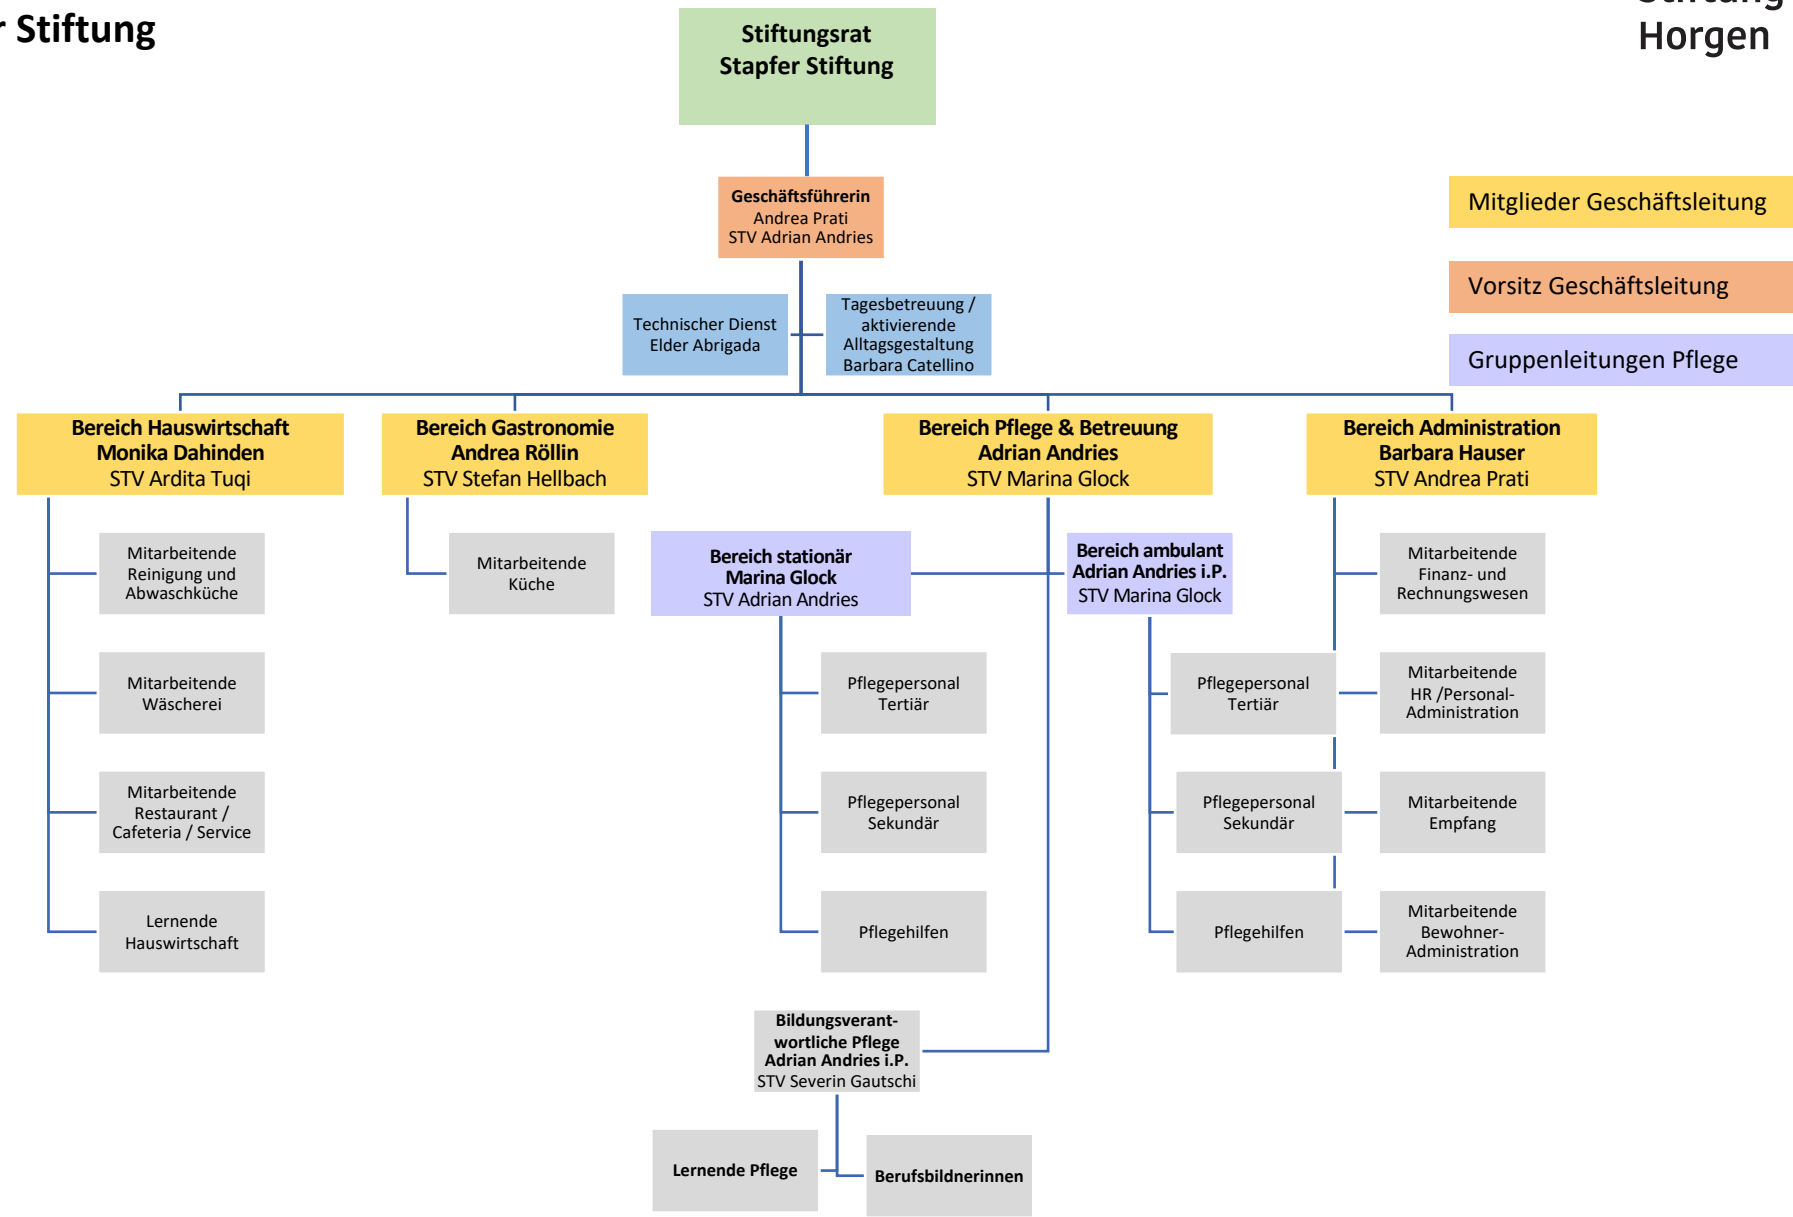 r Stiftung
Stiftung
Horgen
Stiftungsrat
Stapfer Stiftung
Geschäftsführerin
Andrea Prati
STV Adrian Andries
Mitglieder Geschäftsleitung
Vorsitz Geschäftsleitung
Gruppenleitungen Pflege
Technischer Dienst
Elder Abrigada
Tagesbetreuung /
aktivierende
Alltagsgestaltung
Barbara Catellino
Bereich Hauswirtschaft
Monika Dahinden
STV Ardita Tuqi
Bereich Gastronomie
Andrea Röllin
STV Stefan Hellbach
Bereich Pflege & Betreuung
Adrian Andries
STV Marina Glock
Bereich Administration
Barbara Hauser
STV Andrea Prati
Mitarbeitende
Reinigung und
Abwaschküche
Mitarbeitende
Küche
Bereich stationär
Marina Glock
STV Adrian Andries
Bereich ambulant
Adrian Andries i.P.
STV Marina Glock
Mitarbeitende
Finanz- und
Rechnungswesen
Mitarbeitende
Wäscherei
Pflegepersonal
Tertiär
Pflegepersonal
Tertiär
Mitarbeitende
HR /Personal-
Administration
Mitarbeitende
Restaurant /
Cafeteria / Service
Pflegepersonal
Sekundär
Pflegepersonal
Sekundär
Mitarbeitende
Empfang
Lernende
Hauswirtschaft
Pflegehilfen
Pflegehilfen
Mitarbeitende
Bewohner-
Administration
Bildungsverant-
wortliche Pflege
Adrian Andries i.P.
STV Severin Gautschi
Lernende Pflege
Berufsbildnerinnen